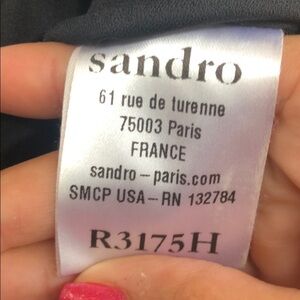 sandro
61 rue de turenne
75003 Paris
FRANCE
sandro – paris.com
SMCP USA – RN 132784
R3175H